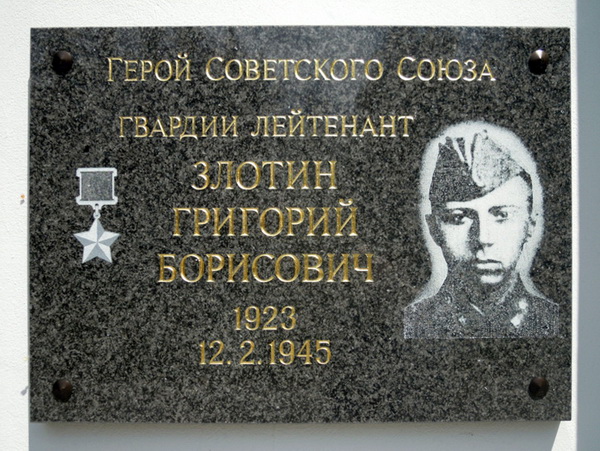 ГЕРОЙ СОВЕТСКОГО СОЮЗА
ГВАРДИИ ЛЕЙТЕНАНТ
ЗЛОТИН
ГРИГОРИЙ
БОРИСОВИЧ
1923
12.2.1945